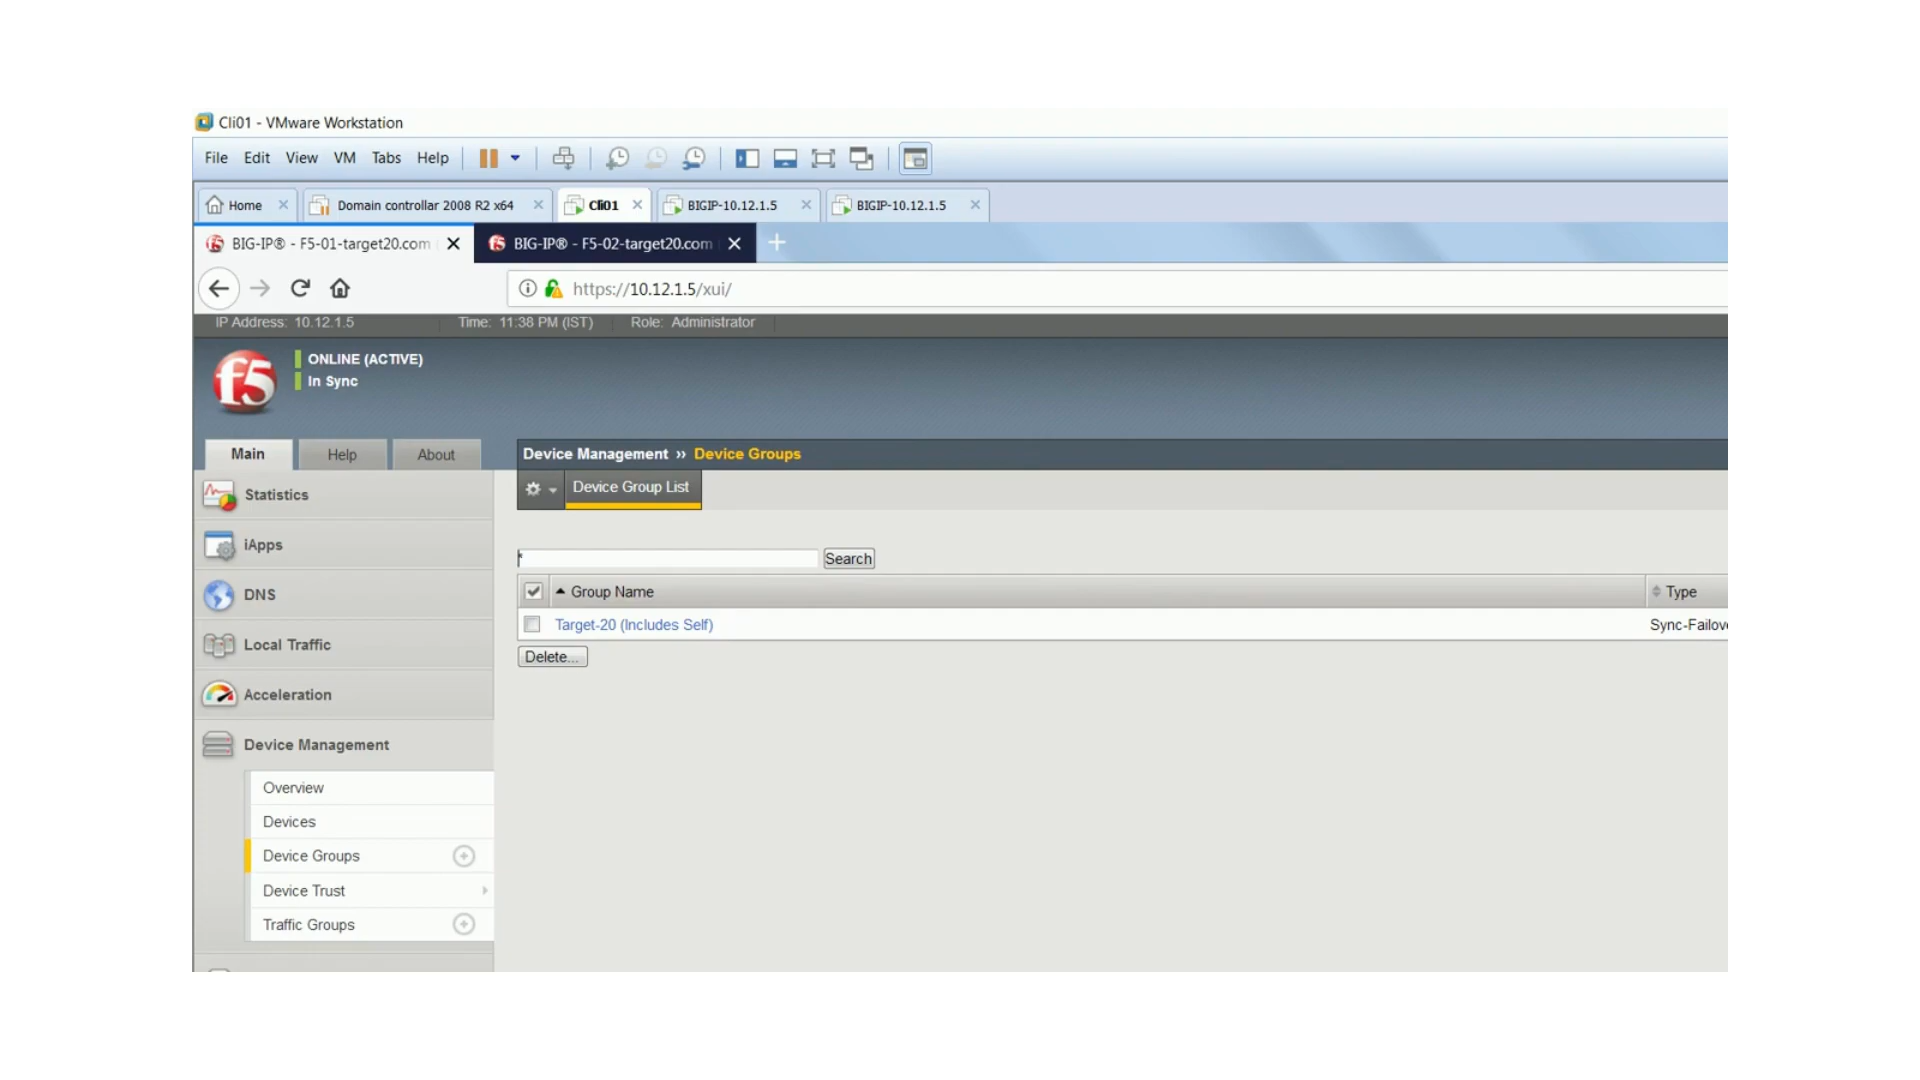 Cli01 - VMware Workstation
File Edit View VM Tabs Help
Home Domain controllar 2008 R2 x64 Cli01 BIGIP-10.12.1.5 BIGIP-10.12.1.5
BIG-IP® - F5-01-target20.com BIG-IP® - F5-02-target20.com
https://10.12.1.5/xui/
IP Address: 10.12.1.5 Time: 11:38 PM (IST) Role: Administrator
f5
ONLINE (ACTIVE)
In Sync
Main Help About
Device Management ›› Device Groups
Device Group List
* Search
Group Name Type
Target-20 (Includes Self) Sync-Failov
Delete...
Statistics
iApps
DNS
Local Traffic
Acceleration
Device Management
Overview
Devices
Device Groups
Device Trust
Traffic Groups